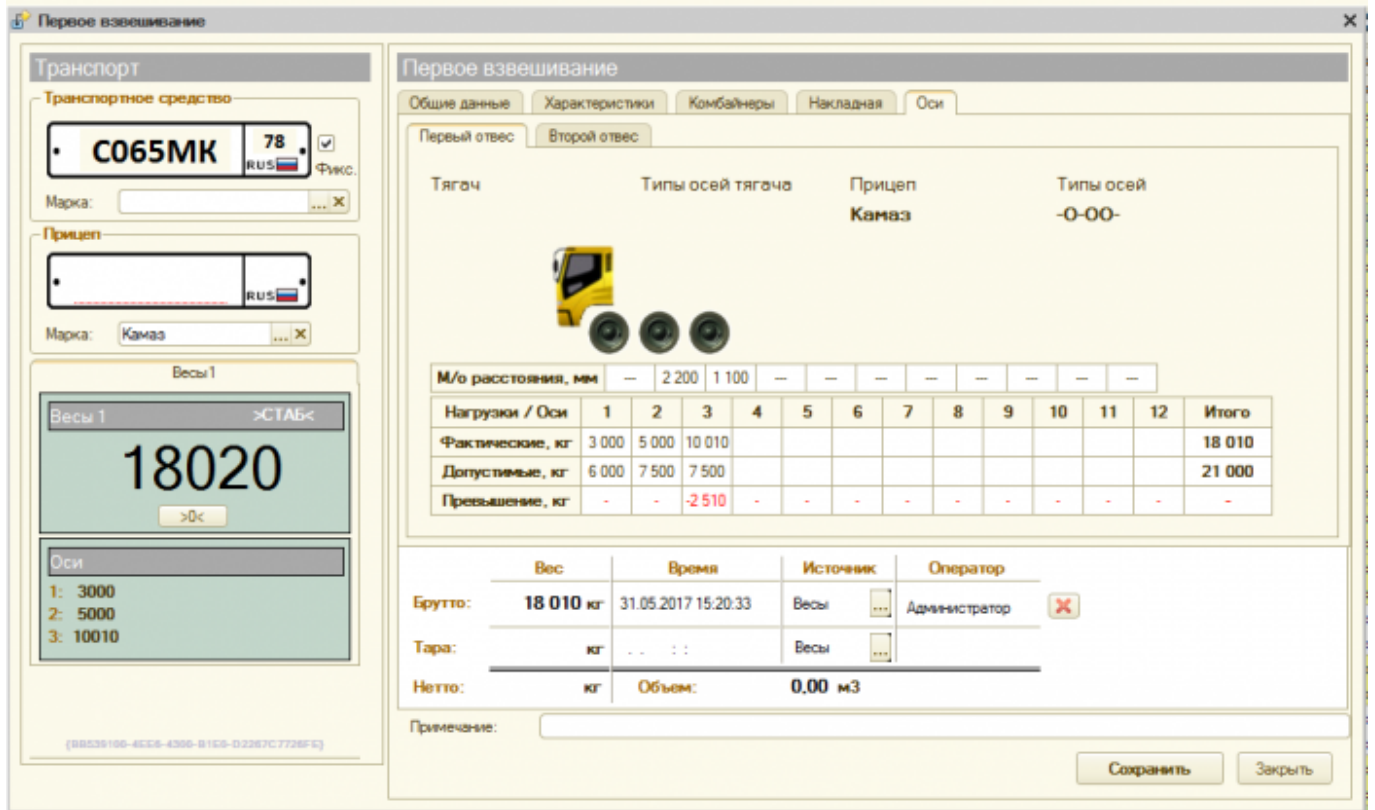 Первое взвешивание
Транспорт
Транспортное средство
С065МК 78 RUS
Фикс.
Марка: ... ×
Прицеп
RUS
Марка: Камаз ... ×
Весы 1
Весы 1 >СТАБ<
18020
>0<
Оси
1: 3000
2: 5000
3: 10010
Первое взвешивание
Общие данные Характеристики Комбайнеры Накладная Оси
Первый отвес Второй отвес
Тягач Типы осей тягача Прицеп Типы осей
Камаз -O-OO-
М/о расстояния, мм --- 2 200 1 100 --- --- --- --- --- --- --- ---
Нагрузки / Оси 1 2 3 4 5 6 7 8 9 10 11 12 Итого
Фактические, кг 3 000 5 000 10 010 18 010
Допустимые, кг 6 000 7 500 7 500 21 000
Превышение, кг - - -2 510 - - - - - - - - - -
Вес Время Источник Оператор
Брутто: 18 010 кг 31.05.2017 15:20:33 Весы ... Администратор
Тара: кг . . : : Весы ...
Нетто: кг Объем: 0,00 м3
Примечание:
Сохранить Закрыть